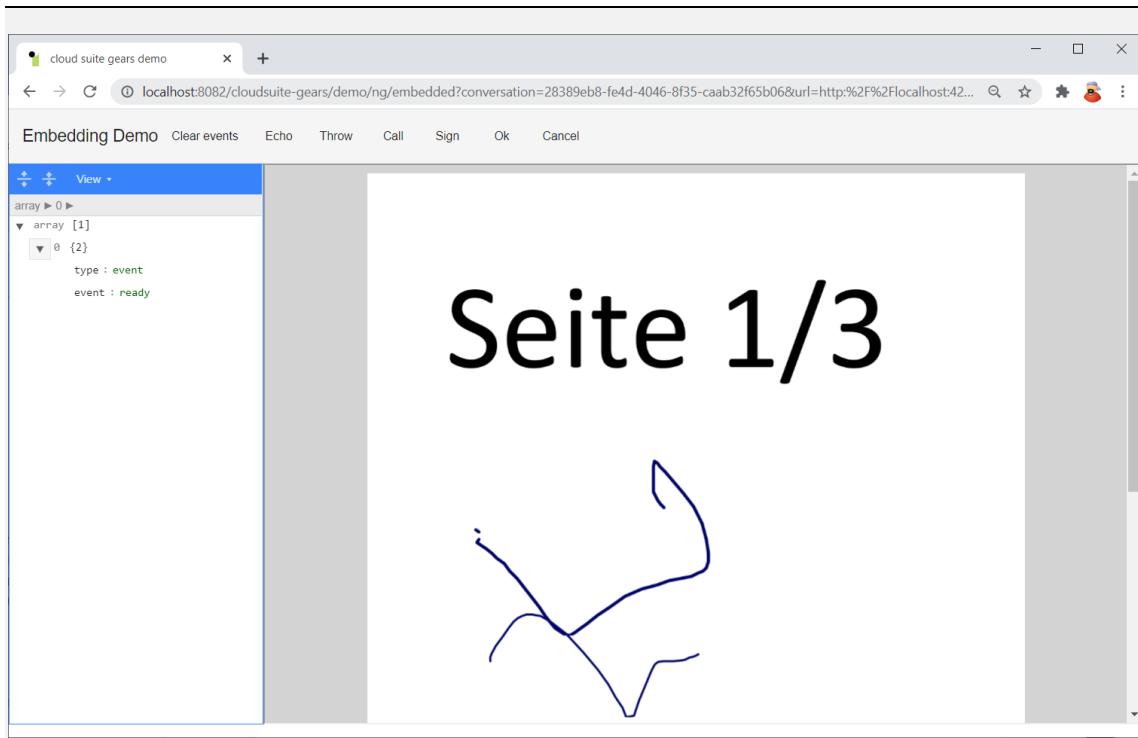 cloud suite gears demo
localhost:8082/cloudsuite-gears/demo/ng/embedded?conversation=28389eb8-fe4d-4046-8f35-caab32f65b06&url=http:%2F%2Flocalhost:42...
Embedding Demo Clear events Echo Throw Call Sign Ok Cancel
View
array ► 0 ►
array [1]
0 {2}
type : event
event : ready
Seite 1/3